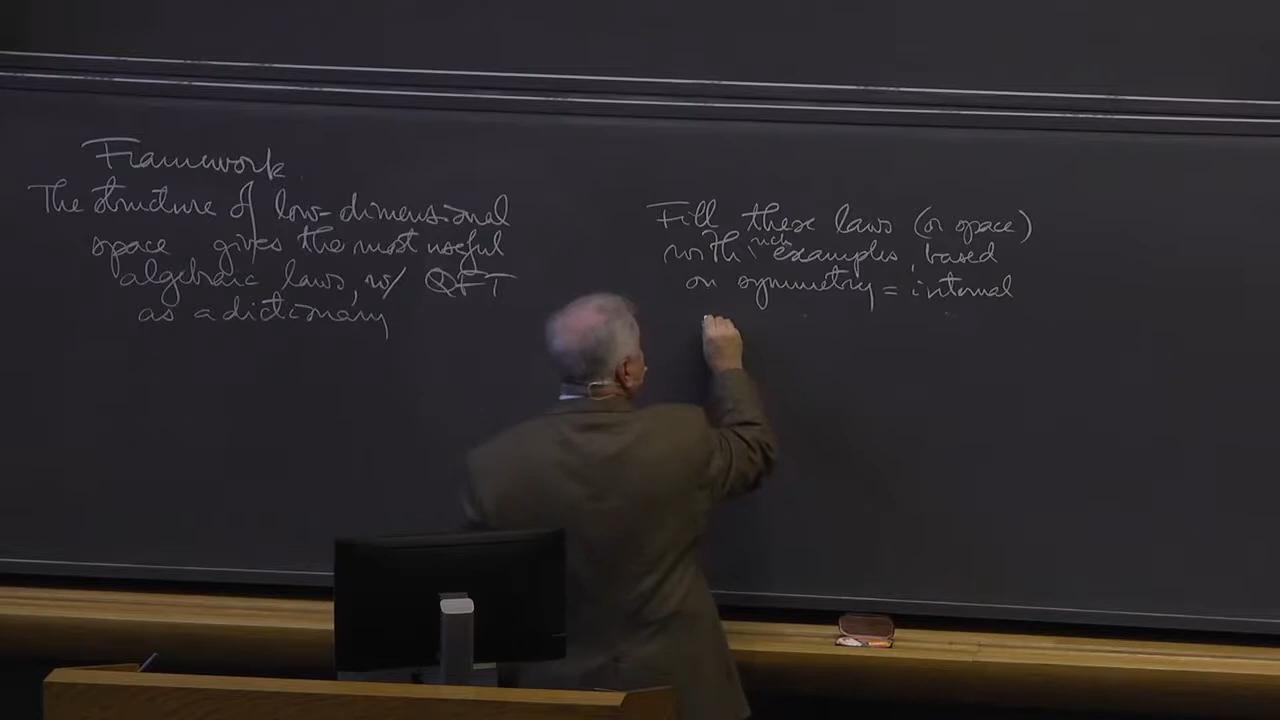 Framework
The structure of low-dimensional
space gives the most useful
algebraic laws, w/ QFT
as a dictionary
Fill these laws (or space)
with rich examples, based
on symmetry = internal